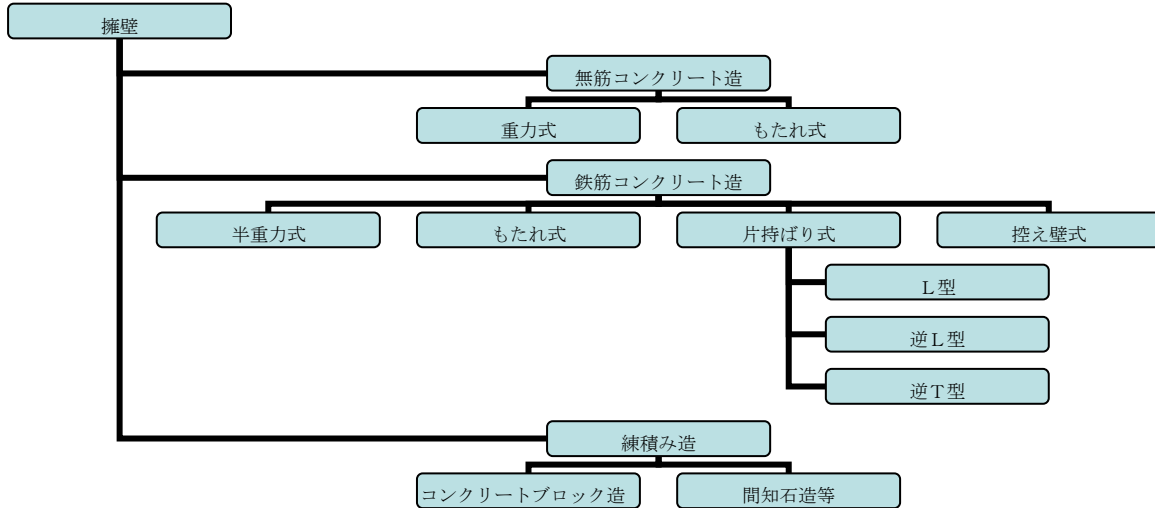 擁壁
無筋コンクリート造
重力式
もたれ式
鉄筋コンクリート造
半重力式
もたれ式
片持ばり式
控え壁式
Ｌ型
逆Ｌ型
逆Ｔ型
練積み造
コンクリートブロック造
間知石造等